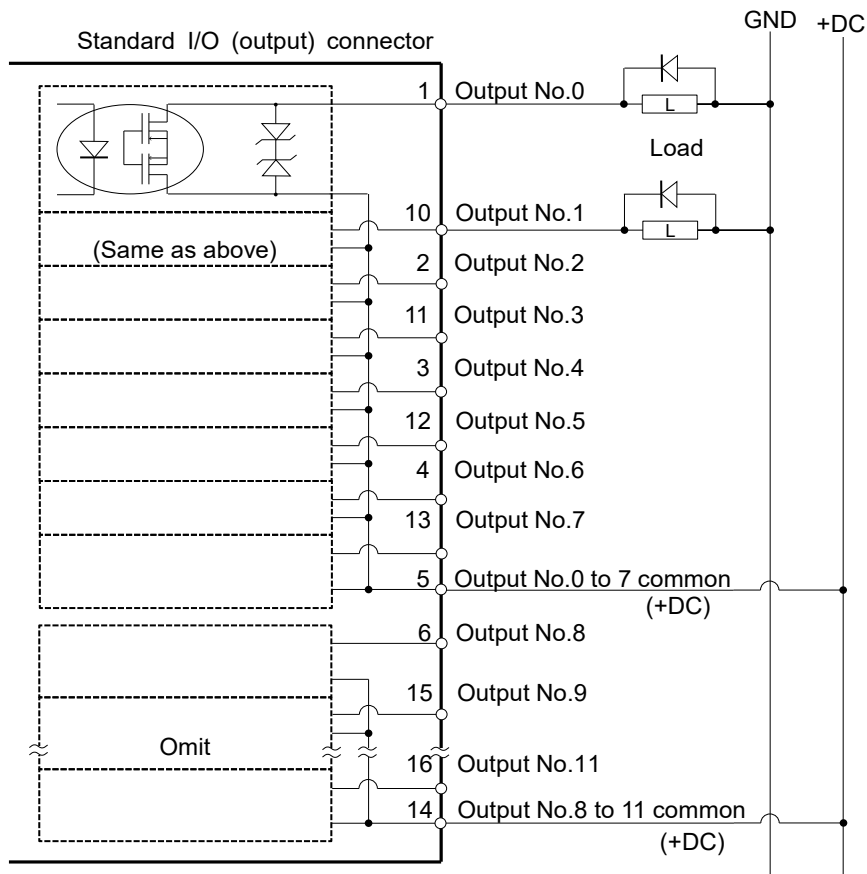 GND +DC
Standard I/O (output) connector
1 Output No.0
L
Load
10 Output No.1
L
(Same as above)
2 Output No.2
11 Output No.3
3 Output No.4
12 Output No.5
4 Output No.6
13 Output No.7
5 Output No.0 to 7 common
(+DC)
6 Output No.8
15 Output No.9
Omit
16 Output No.11
14 Output No.8 to 11 common
(+DC)